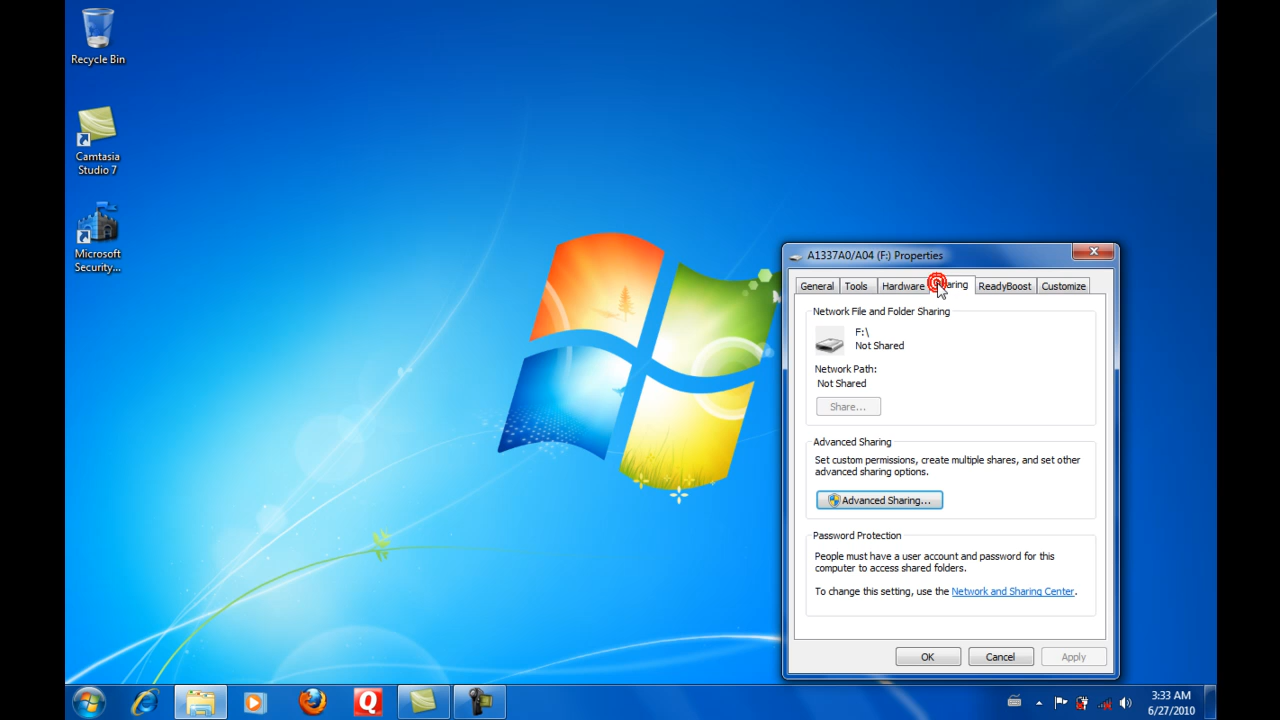 Recycle Bin
Camtasia
Studio 7
Microsoft
Security...
A1337A0/A04 (F:) Properties
General Tools Hardware ReadyBoost Customize
Network File and Folder Sharing
F:\
Not Shared
Network Path:
Not Shared
Share...
Advanced Sharing
Set custom permissions, create multiple shares, and set other
advanced sharing options.
Advanced Sharing...
Password Protection
People must have a user account and password for this
computer to access shared folders.
To change this setting, use the Network and Sharing Center.
OK Cancel Apply
Q
3:33 AM
6/27/2010